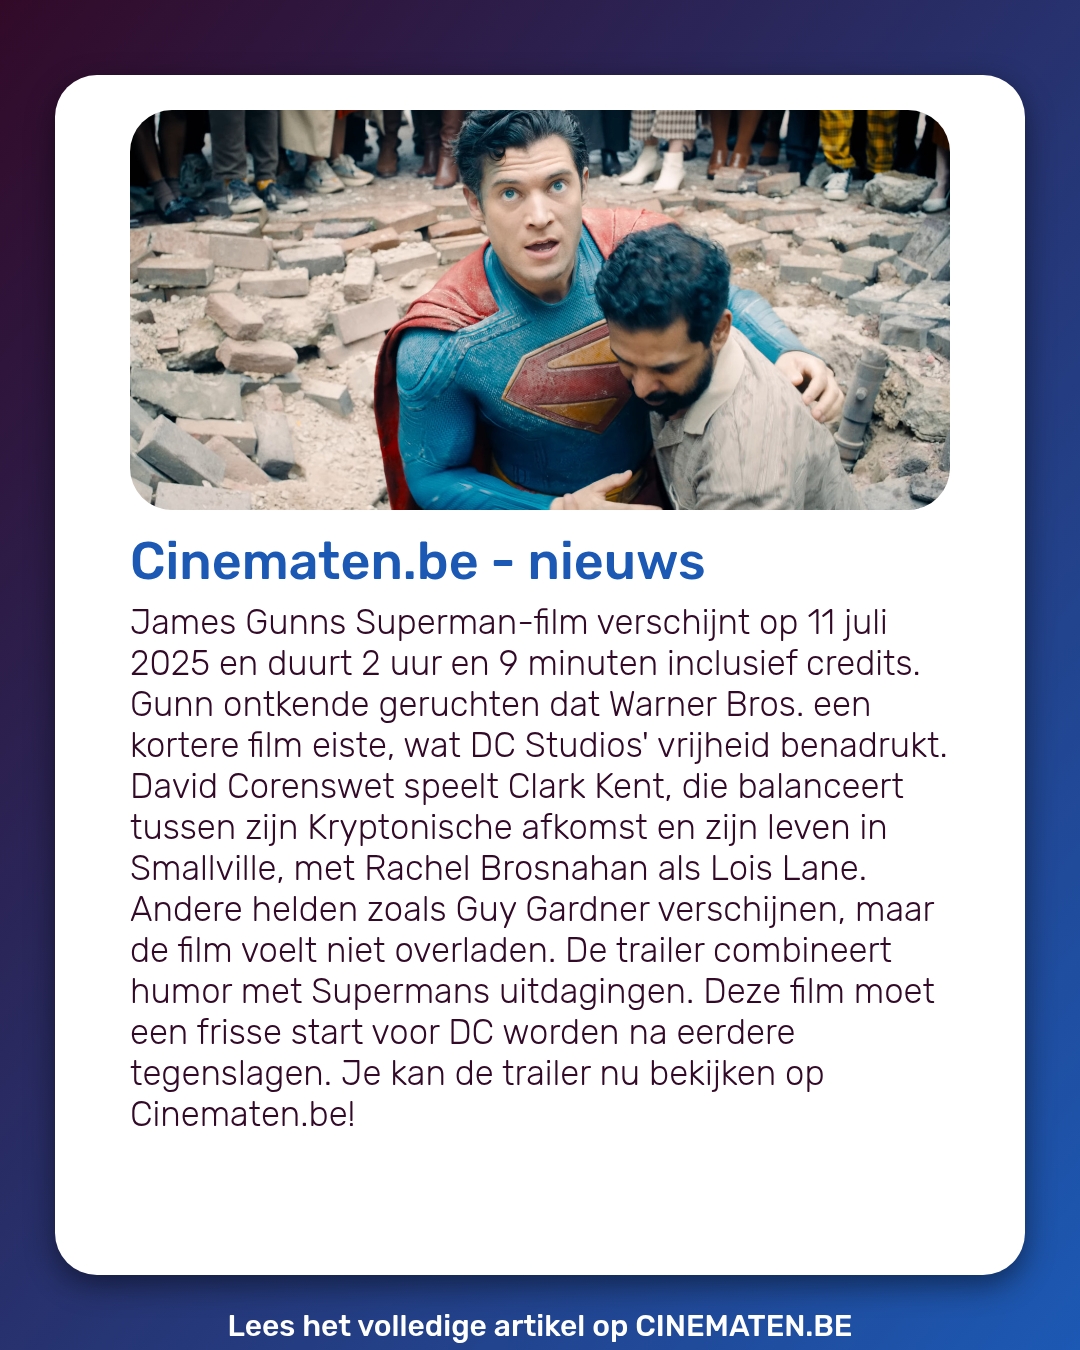 Cinematen.be - nieuws
James Gunns Superman-film verschijnt op 11 juli
2025 en duurt 2 uur en 9 minuten inclusief credits.
Gunn ontkende geruchten dat Warner Bros. een
kortere film eiste, wat DC Studios' vrijheid benadrukt.
David Corenswet speelt Clark Kent, die balanceert
tussen zijn Kryptonische afkomst en zijn leven in
Smallville, met Rachel Brosnahan als Lois Lane.
Andere helden zoals Guy Gardner verschijnen, maar
de film voelt niet overladen. De trailer combineert
humor met Supermans uitdagingen. Deze film moet
een frisse start voor DC worden na eerdere
tegenslagen. Je kan de trailer nu bekijken op
Cinematen.be!
Lees het volledige artikel op CINEMATEN.BE